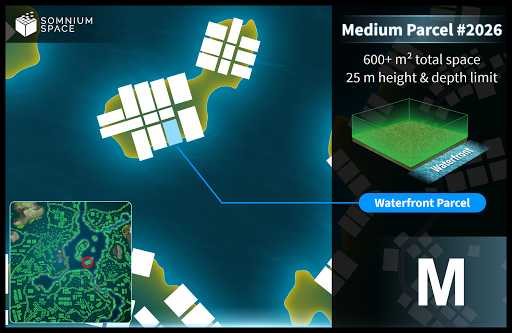 SOMNIUM
SPACE
Medium Parcel #2026
600+ m² total space
25 m height & depth limit
Waterfront
Waterfront Parcel
M